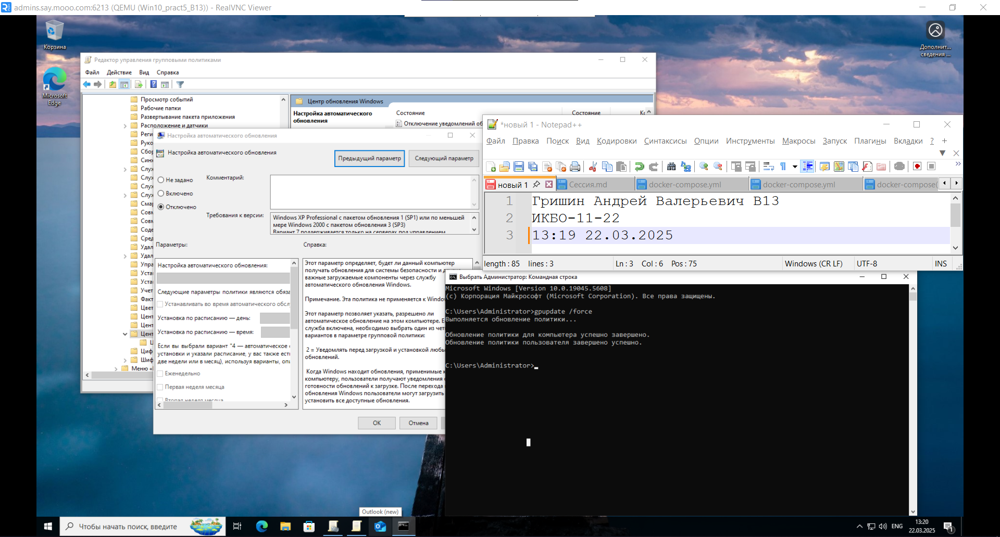 admins.say.mooo.com:6213 (QEMU (Win10_pract5_B13)) - RealVNC Viewer
Корзина
Microsoft
Edge
Дополнит...
сведения ...
Редактор управления групповыми политиками
Файл Действие Вид Справка
Просмотр событий
Рабочие папки
Развертывание пакета приложения
Расположение и датчики
Реги
Руко
Сбор
Син
Служ
Служ
Служ
Служ
Смар
Совм
Совм
Соде
Сред
Удал
Удал
Упра
Уста
Уста
Учет
Факт
Цвет
Цент
Цент
Цент
Циф
Шиф
Меню «
Центр обновления Windows
Настройка автоматического
обновления
Состояние
Состояние
Отключение уведомлений об
Настройка автоматического обновления
Настройка автоматического обновления
Предыдущий параметр
Следующий параметр
Не задано
Включено
Отключено
Комментарий:
Требования к версии:
Windows XP Professional с пакетом обновления 1 (SP1) или по меньшей
мере Windows 2000 с пакетом обновления 3 (SP3)
Вариант 7 поддерживается только на серверах под управлением
Параметры:
Справка:
Настройка автоматического обновления:
Следующие параметры политики являются обяза
Устанавливать во время автоматического обсл
Установка по расписанию — день:
Установка по расписанию — время:
Если вы выбрали вариант "4 — автоматическое
установки и указали расписание, у вас также ест
две недели или в месяц), используя варианты, опи
Еженедельно
Первая неделя месяца
Вторая неделя месяца
Этот параметр определяет, будет ли данный компьютер
получать обновления для системы безопасности и
важные загружаемые компоненты через службу
автоматического обновления Windows.
Примечание. Эта политика не применяется к Windo
Этот параметр позволяет указать, разрешено ли
автоматическое обновление на этом компьютере. Е
служба включена, необходимо выбрать один из чет
вариантов в параметре групповой политики:
2 = Уведомлять перед загрузкой и установкой любы
обновлений.
Когда Windows находит обновления, применимые к
компьютеру, пользователи получают уведомления
готовности обновлений к загрузке. После перехода
обновления Windows пользователи могут загрузить
установить все доступные обновления.
ОК
Отмена
*новый 1 - Notepad++
Файл Правка Поиск Вид Кодировки Синтаксисы Опции Инструменты Макросы Запуск Плагины Вкладки ? +
новый 1
Сессия.md
docker-compose.yml
docker-compose.yml
docker-compose(
1 Гришин Андрей Валерьевич В13
2 ИКБО-11-22
3 13:19 22.03.2025
length : 85 lines : 3 Ln : 3 Col : 6 Pos : 75 Windows (CR LF) UTF-8 INS
Выбрать Администратор: Командная строка
Microsoft Windows [Version 10.0.19045.5608]
(c) Корпорация Майкрософт (Microsoft Corporation). Все права защищены.
C:\Users\Administrator>gpupdate /force
Выполняется обновление политики...
Обновление политики для компьютера успешно завершено.
Обновление политики пользователя завершено успешно.
C:\Users\Administrator>
Outlook (new)
Чтобы начать поиск, введите
ENG
13:20
22.03.2025
1